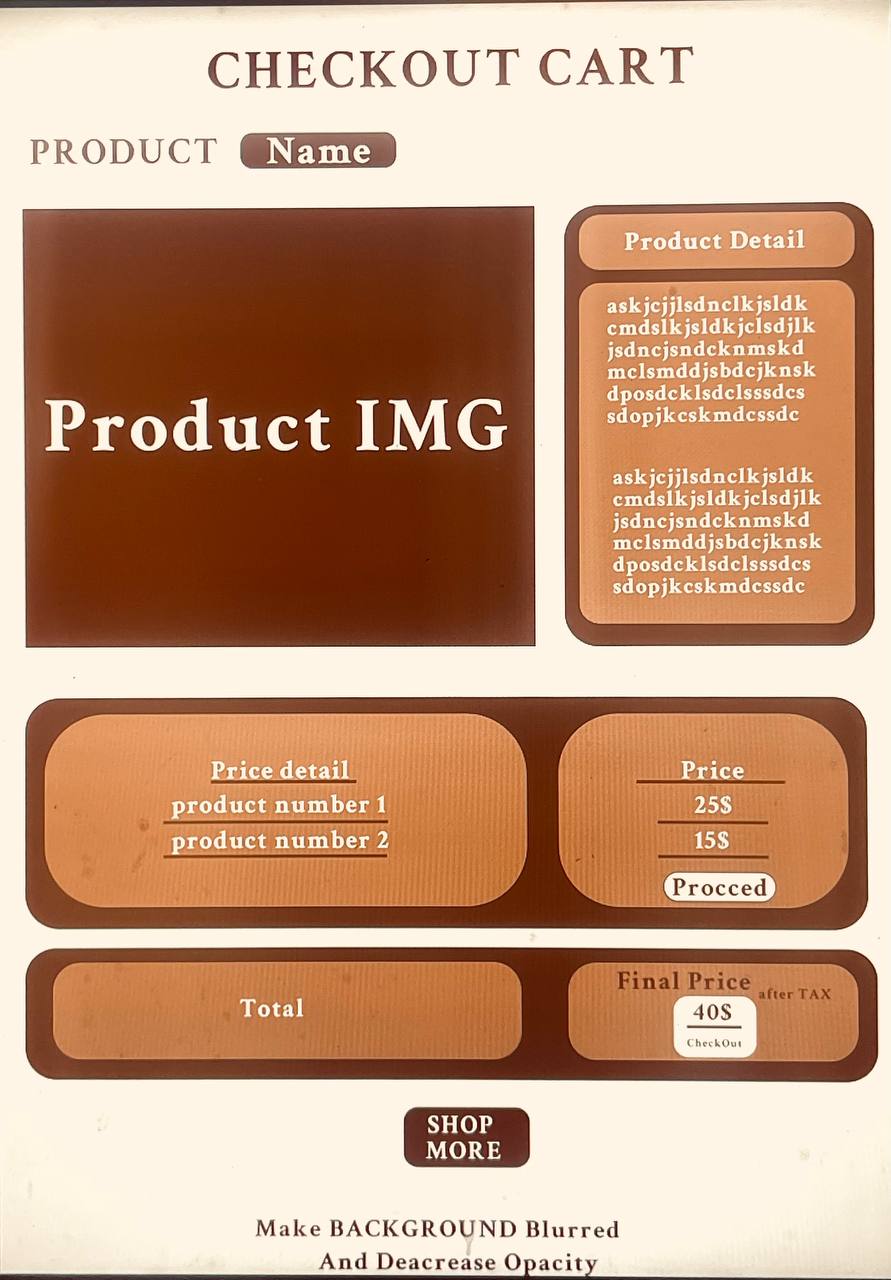 CHECKOUT CART
PRODUCT Name
Product IMG
Product Detail
askjcjjlsdnclkjsldk
cmdslkjsldkjclsdjlk
jsdncjsndcknmskd
mclsmddjsbdcjknsk
dposdcklsdclsssdcs
sdopjkcskmdcssdc
askjcjjlsdnclkjsldk
cmdslkjsldkjclsdjlk
jsdncjsndcknmskd
mclsmddjsbdcjknsk
dposdcklsdclsssdcs
sdopjkcskmdcssdc
Price detail
product number 1
product number 2
Price
25$
15$
Procced
Total
Final Price after TAX
40$
CheckOut
SHOP
MORE
Make BACKGROUND Blurred
And Deacrease Opacity